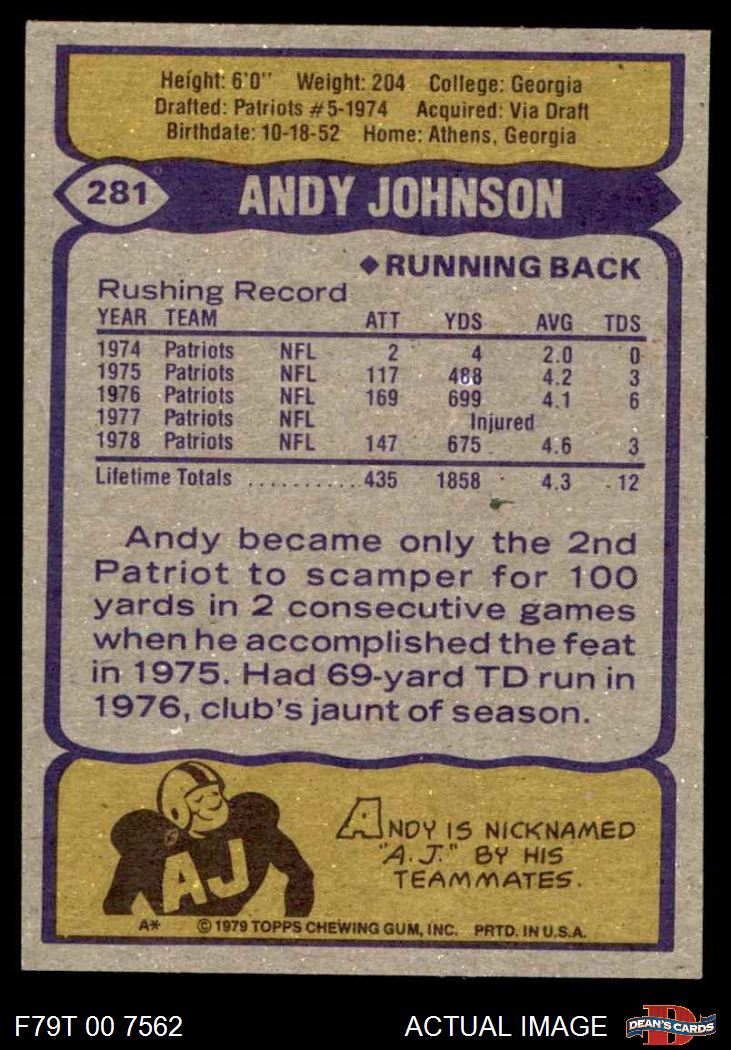 Height: 6'0" Weight: 204 College: Georgia
Drafted: Patriots #5-1974 Acquired: Via Draft
Birthdate: 10-18-52 Home: Athens, Georgia
281 ANDY JOHNSON
◆RUNNING BACK
Rushing Record
YEAR TEAM ATT YDS AVG TDS
1974 Patriots NFL 2 4 2.0 0
1975 Patriots NFL 117 488 4.2 3
1976 Patriots NFL 169 699 4.1 6
1977 Patriots NFL Injured
1978 Patriots NFL 147 675 4.6 3
Lifetime Totals .......... 435 1858 4.3 12
Andy became only the 2nd
Patriot to scamper for 100
yards in 2 consecutive games
when he accomplished the feat
in 1975. Had 69-yard TD run in
1976, club's jaunt of season.
AJ
ANDY IS NICKNAMED
"A.J." BY HIS
TEAMMATES.
A* © 1979 TOPPS CHEWING GUM, INC. PRTD. IN U.S.A.
F79T 00 7562 ACTUAL IMAGE D DEAN'S CARDS